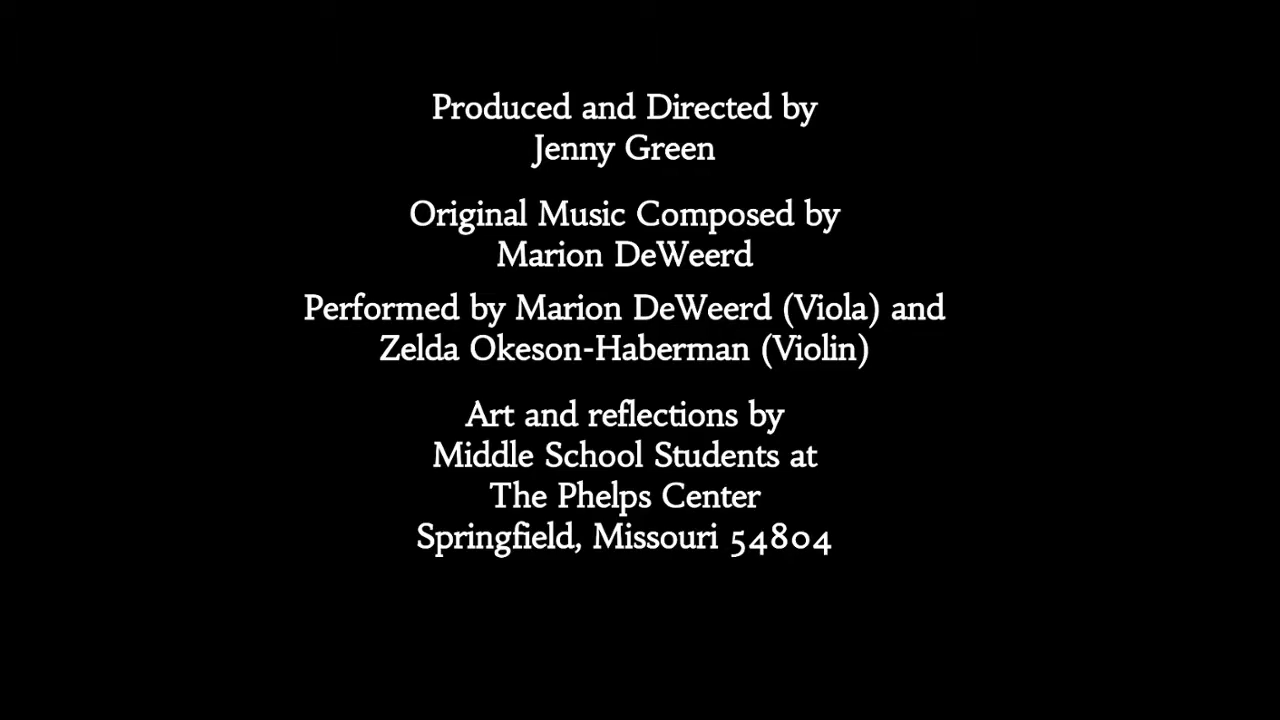 Produced and Directed by
Jenny Green
Original Music Composed by
Marion DeWeerd
Performed by Marion DeWeerd (Viola) and
Zelda Okeson-Haberman (Violin)
Art and reflections by
Middle School Students at
The Phelps Center
Springfield, Missouri 54804